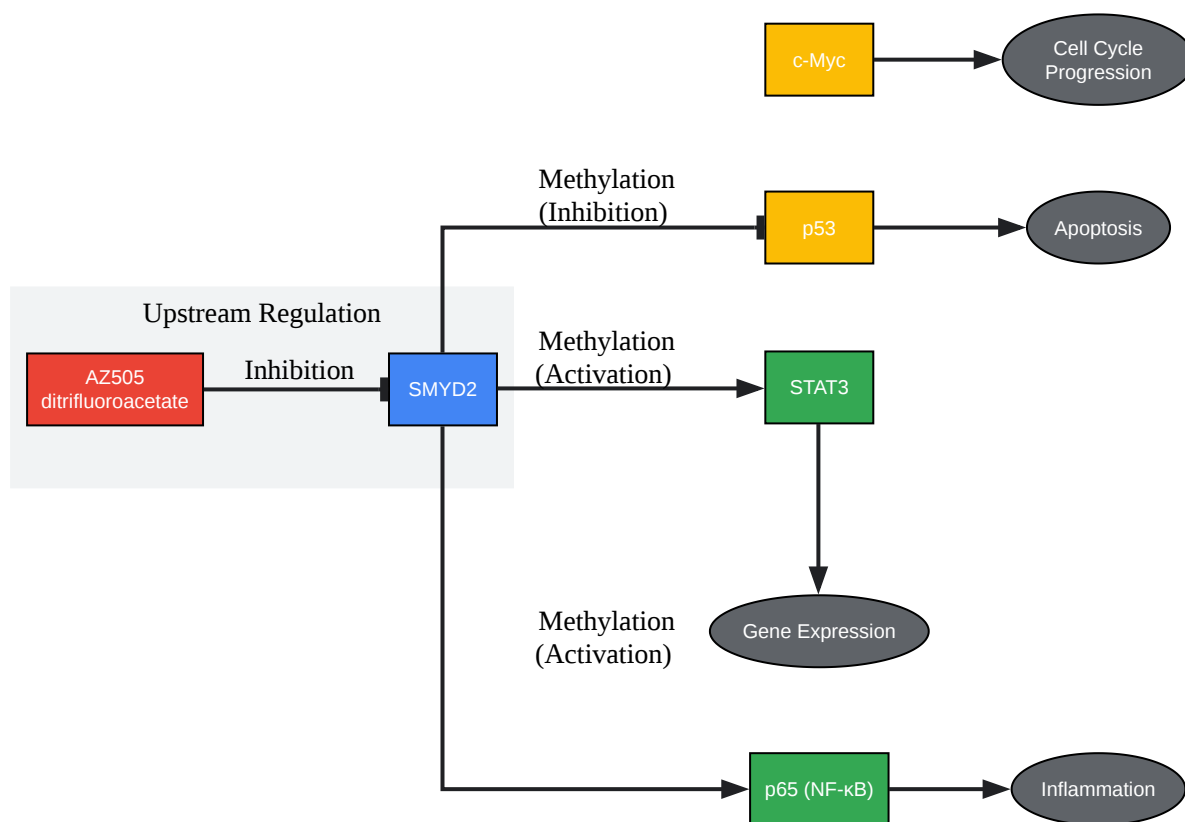 c-Myc
Cell Cycle
Progression
Methylation
(Inhibition)
p53
Apoptosis
Upstream Regulation
AZ505
ditrifluoroacetate
Inhibition
SMYD2
Methylation
(Activation)
STAT3
Methylation
(Activation)
Gene Expression
p65 (NF-κB)
Inflammation